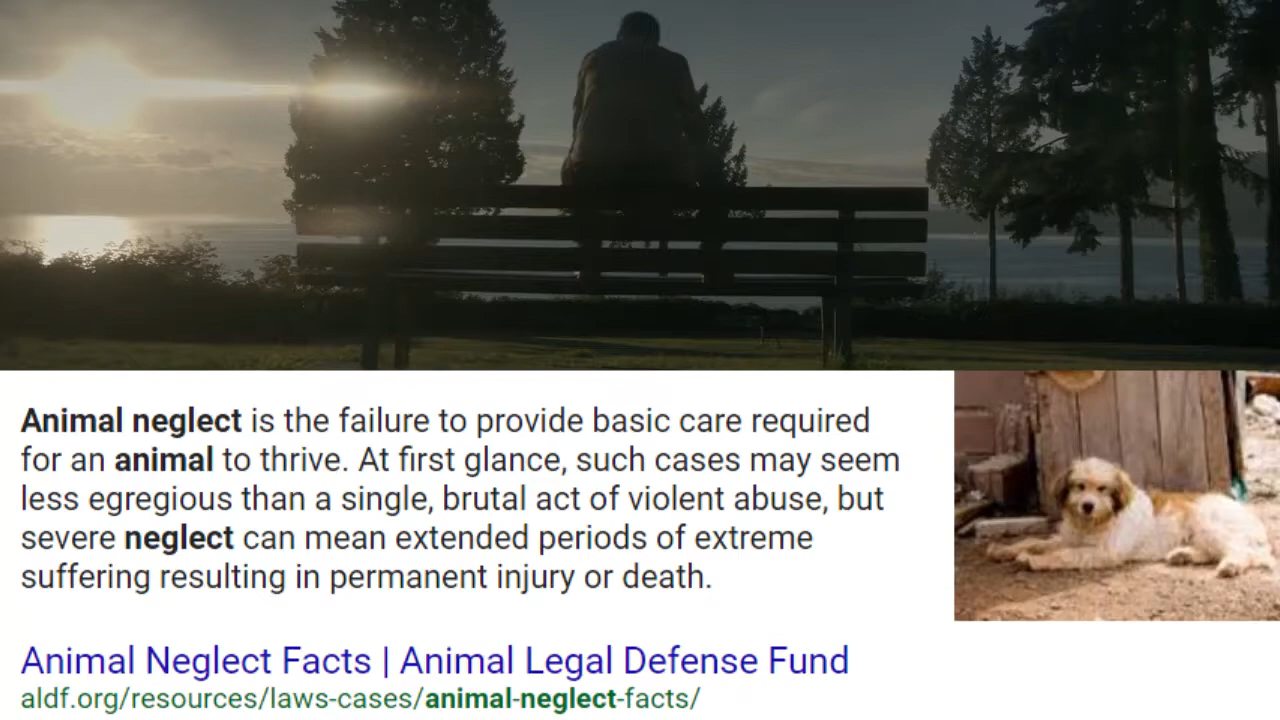 Animal neglect is the failure to provide basic care required
for an animal to thrive. At first glance, such cases may seem
less egregious than a single, brutal act of violent abuse, but
severe neglect can mean extended periods of extreme
suffering resulting in permanent injury or death.
Animal Neglect Facts | Animal Legal Defense Fund
aldf.org/resources/laws-cases/animal-neglect-facts/